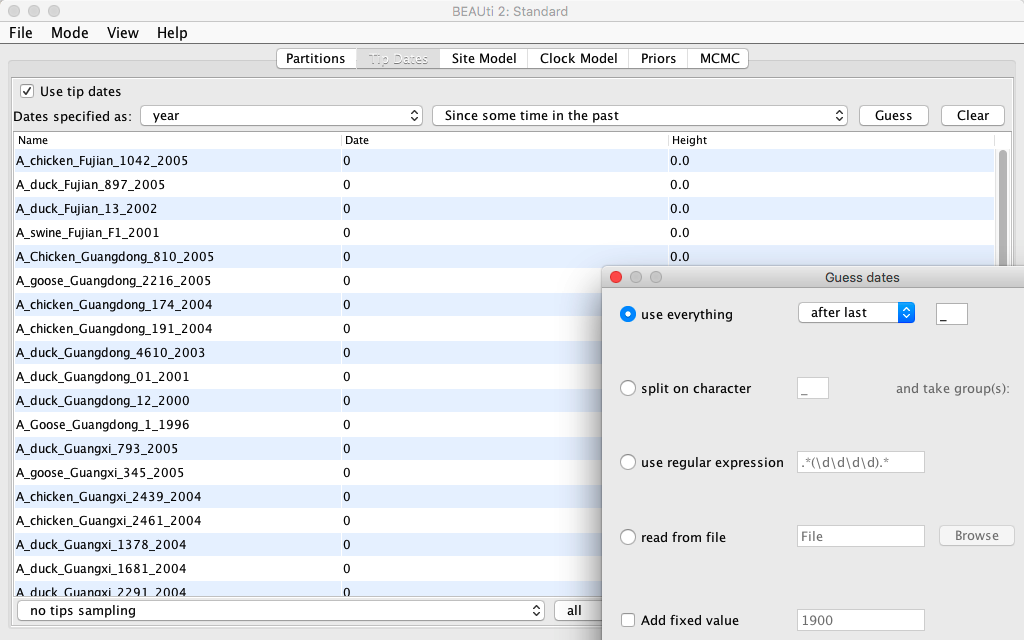 BEAUti 2: Standard
File Mode View Help
Partitions Tip Dates Site Model Clock Model Priors MCMC
Use tip dates
Dates specified as: year Since some time in the past Guess Clear
Name Date Height
A_chicken_Fujian_1042_2005 0 0.0
A_duck_Fujian_897_2005 0 0.0
A_duck_Fujian_13_2002 0 0.0
A_swine_Fujian_F1_2001 0 0.0
A_Chicken_Guangdong_810_2005 0 0.0
A_goose_Guangdong_2216_2005 0
A_chicken_Guangdong_174_2004 0
A_chicken_Guangdong_191_2004 0
A_duck_Guangdong_4610_2003 0
A_duck_Guangdong_01_2001 0
A_duck_Guangdong_12_2000 0
A_Goose_Guangdong_1_1996 0
A_duck_Guangxi_793_2005 0
A_goose_Guangxi_345_2005 0
A_chicken_Guangxi_2439_2004 0
A_chicken_Guangxi_2461_2004 0
A_duck_Guangxi_1378_2004 0
A_duck_Guangxi_1681_2004 0
A_duck_Guangxi_2291_2004 0
no tips sampling all
Guess dates
use everything after last _
split on character _ and take group(s):
use regular expression .*(\d\d\d\d).*
read from file File Browse
Add fixed value 1900